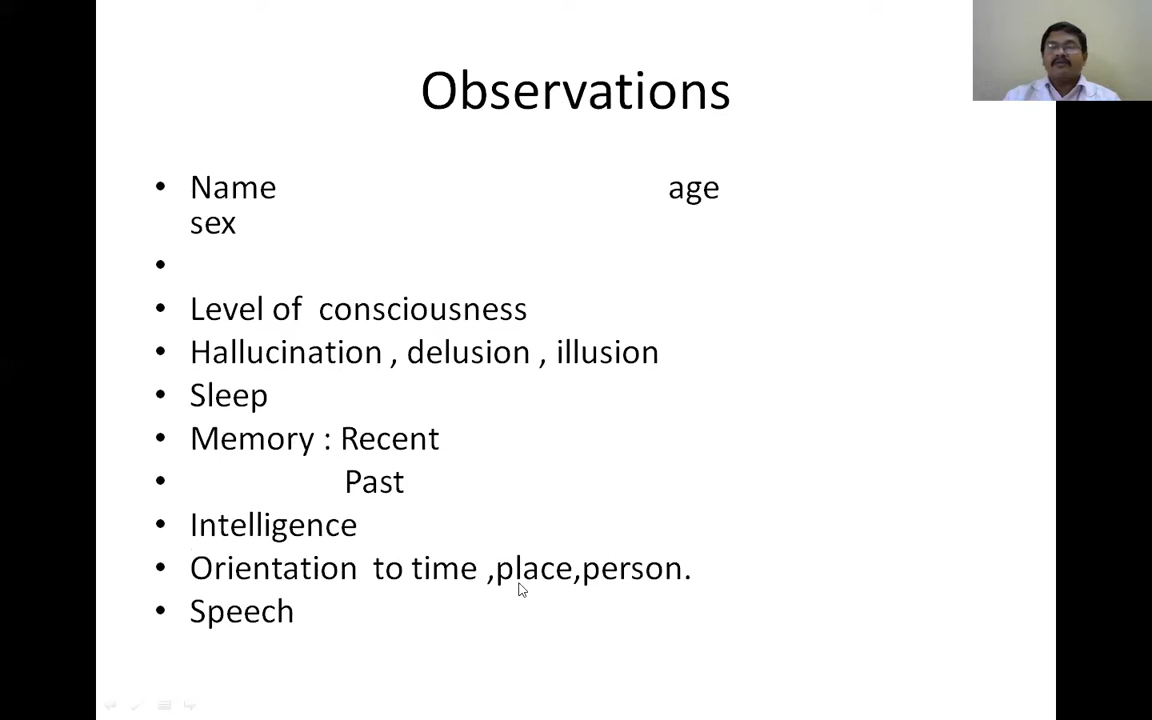 Observations
• Name age
sex
•
• Level of consciousness
• Hallucination , delusion , illusion
• Sleep
• Memory : Recent
• Past
• Intelligence
• Orientation to time ,place,person.
• Speech